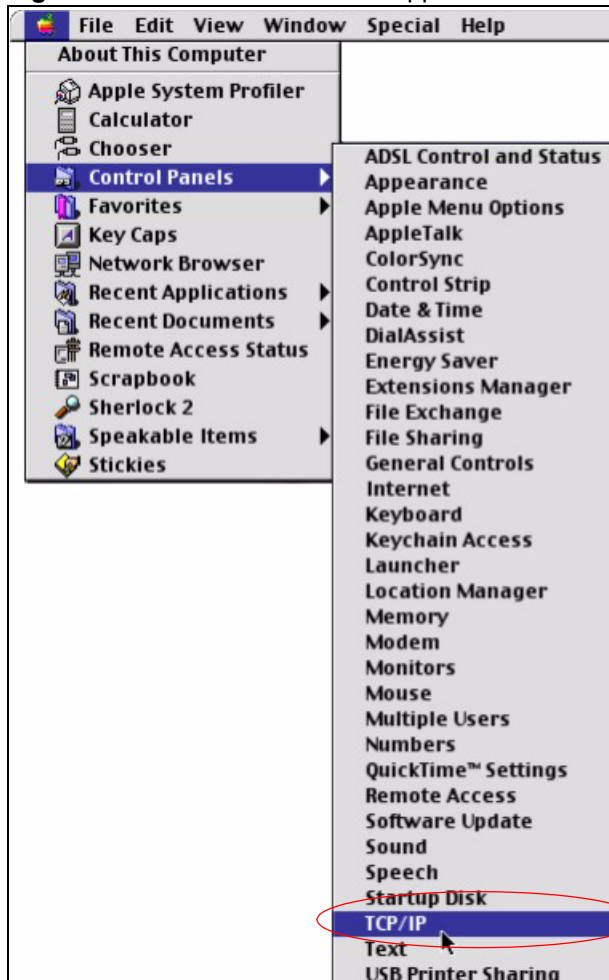 File Edit View Window Special Help
About This Computer
Apple System Profiler
Calculator
Chooser
Control Panels
Favorites
Key Caps
Network Browser
Recent Applications
Recent Documents
Remote Access Status
Scrapbook
Sherlock 2
Speakable Items
Stickies
ADSL Control and Status
Appearance
Apple Menu Options
AppleTalk
ColorSync
Control Strip
Date & Time
DialAssist
Energy Saver
Extensions Manager
File Exchange
File Sharing
General Controls
Internet
Keyboard
Keychain Access
Launcher
Location Manager
Memory
Modem
Monitors
Mouse
Multiple Users
Numbers
QuickTime™ Settings
Remote Access
Software Update
Sound
Speech
Startup Disk
TCP/IP
Text
USB Printer Sharing